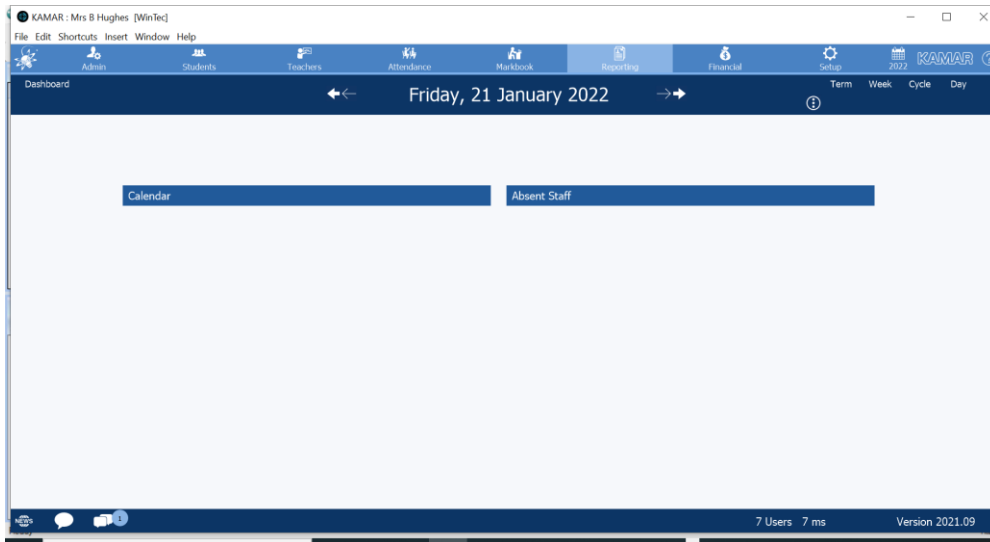 KAMAR : Mrs B Hughes [WinTec]
File Edit Shortcuts Insert Window Help
Admin Students Teachers Attendance Markbook Reporting Financial Setup 2022 KAMAR
Dashboard
Friday, 21 January 2022
Term Week Cycle Day
Calendar
Absent Staff
NEWS
1
7 Users 7 ms
Version 2021.09